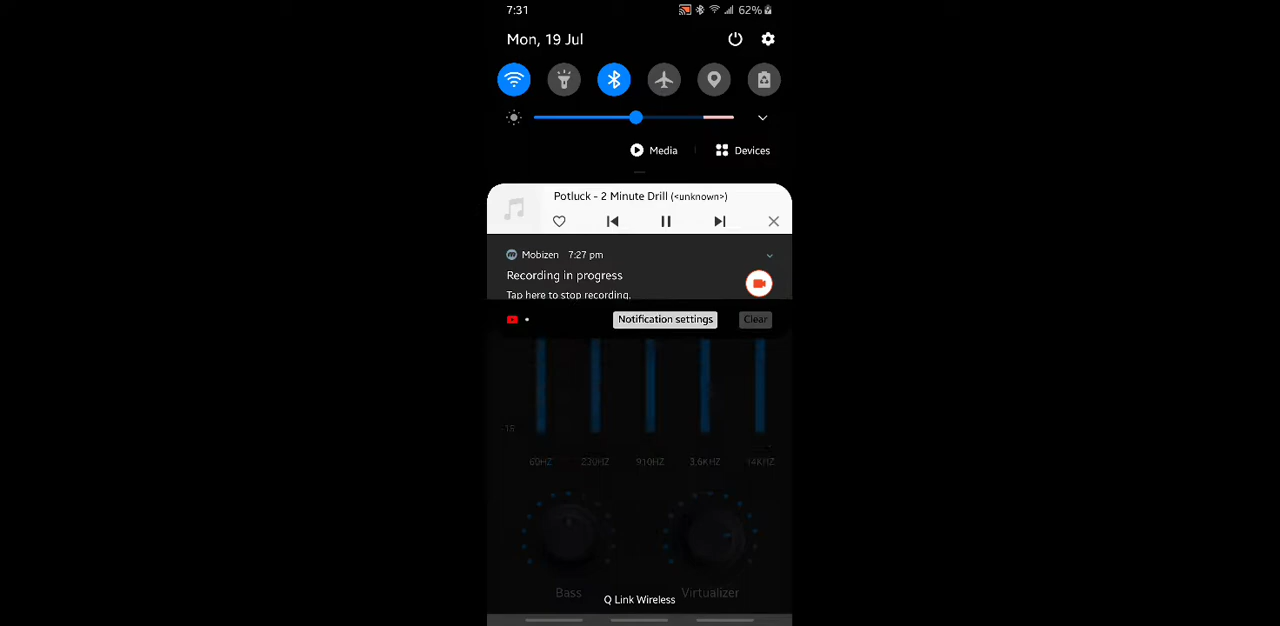 7:31 62%
Mon, 19 Jul
Media Devices
Potluck - 2 Minute Drill (<unknown>)
Mobizen 7:27 pm
Recording in progress
Tap here to stop recording.
Notification settings Clear
-15
60HZ 230HZ 910HZ 3.6KHZ 14KHZ
Bass Virtualizer
Q Link Wireless